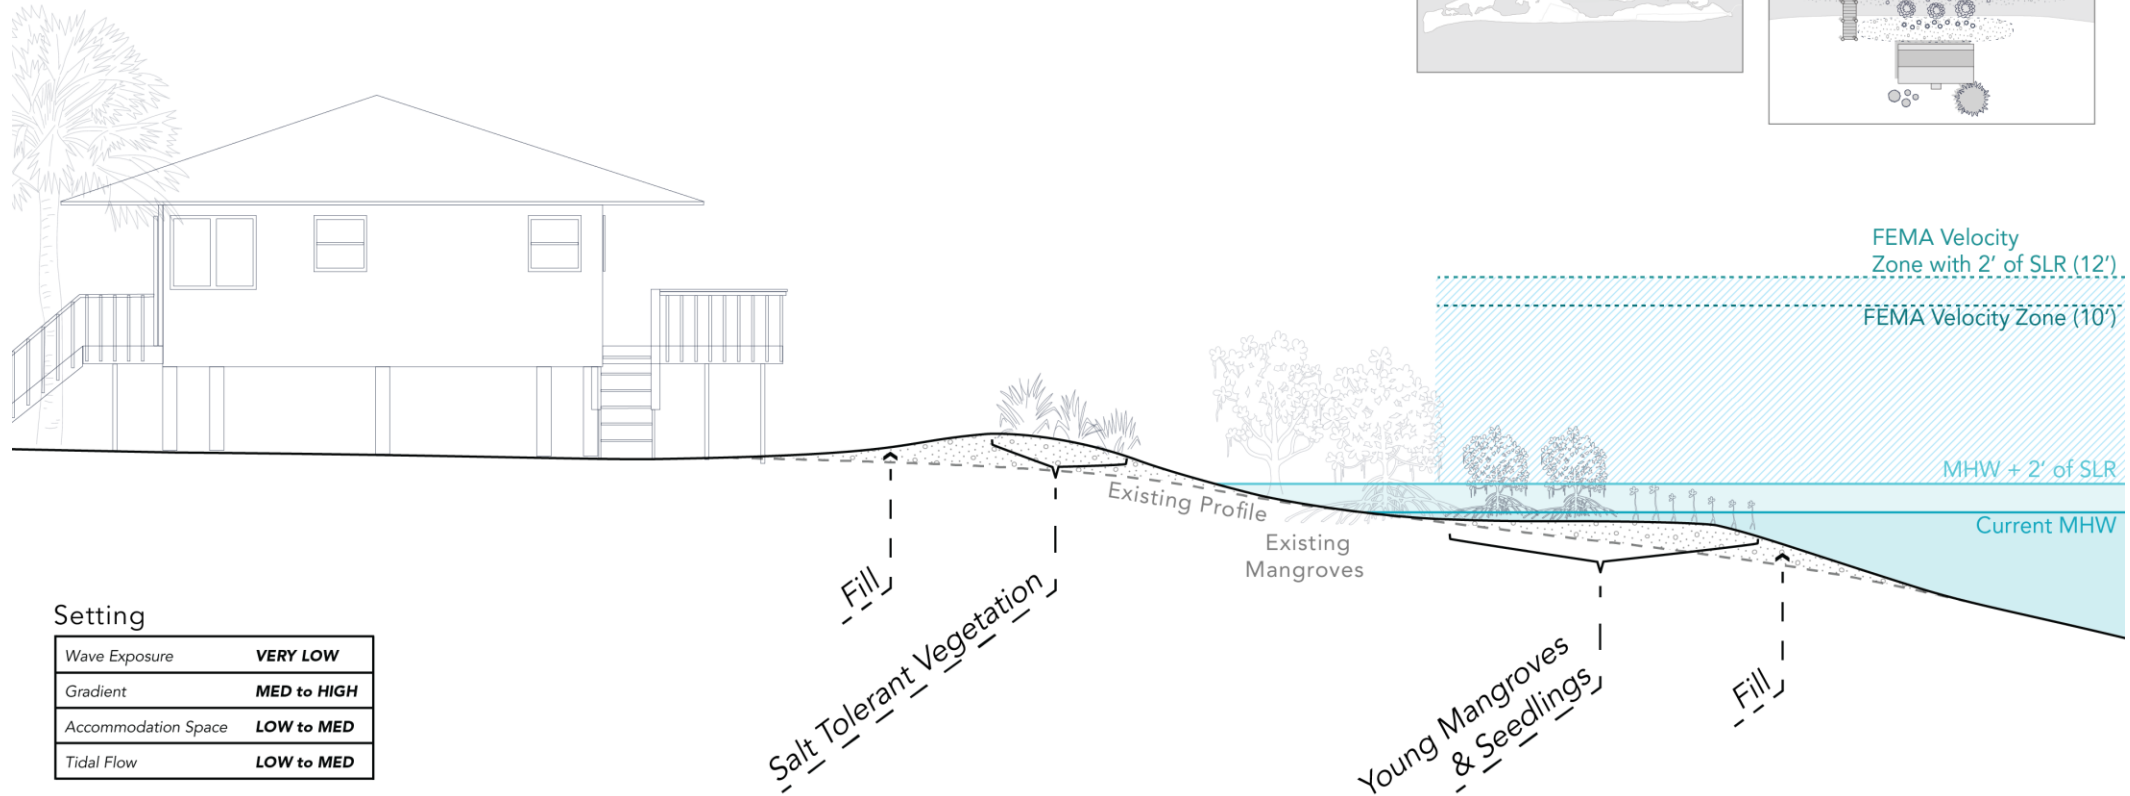 FEMA Velocity
Zone with 2' of SLR (12')
FEMA Velocity Zone (10')
MHW + 2' of SLR
Current MHW
Existing Profile
Existing
Mangroves
Fill
Salt Tolerant Vegetation
Young Mangroves
& Seedlings
Fill
Setting
Wave Exposure VERY LOW
Gradient MED to HIGH
Accommodation Space LOW to MED
Tidal Flow LOW to MED